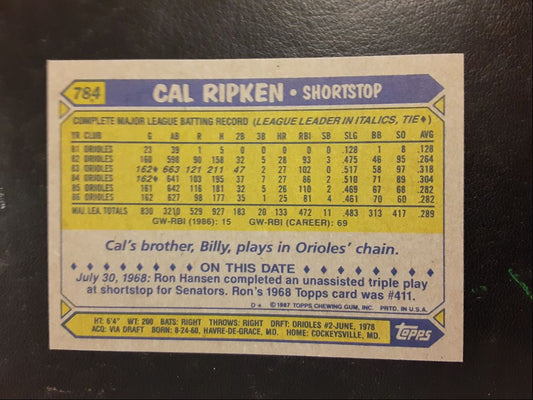 784 CAL RIPKEN • SHORTSTOP
COMPLETE MAJOR LEAGUE BATTING RECORD (LEAGUE LEADER IN ITALICS, TIE ♦)
YR CLUB G AB R H 2B 3B HR RBI SB SLG BB SO AVG
81 ORIOLES 23 39 1 5 0 0 0 0 0 .128 1 8 .128
82 ORIOLES 160 598 90 158 32 5 28 93 3 .475 46 95 .264
83 ORIOLES 162♦ 663 121 211 47 2 27 102 0 .517 58 97 .318
84 ORIOLES 162♦ 641 103 195 37 7 27 86 2 .510 71 89 .304
85 ORIOLES 161 642 116 181 32 5 26 110 2 .469 67 68 .282
86 ORIOLES 162 627 98 177 35 1 25 81 4 .461 70 60 .282
MAJ. LEA. TOTALS 830 3210 529 927 183 20 133 472 11 .483 313 417 .289
GW-RBI (1986): 15 GW-RBI (CAREER): 69
Cal's brother, Billy, plays in Orioles' chain.
♦ ♦ ♦ ♦ ♦ ♦ ♦ ON THIS DATE ♦ ♦ ♦ ♦ ♦ ♦ ♦
July 30, 1968: Ron Hansen completed an unassisted triple play
at shortstop for Senators. Ron's 1968 Topps card was #411.
D★ ©1987 TOPPS CHEWING GUM, INC. PRTD. IN U.S.A.
HT: 6'4" WT: 200 BATS: RIGHT THROWS: RIGHT DRFT: ORIOLES #2-JUNE, 1978
ACQ: VIA DRAFT BORN: 8-24-60, HAVRE-DE-GRACE, MD. HOME: COCKEYSVILLE, MD.
Topps